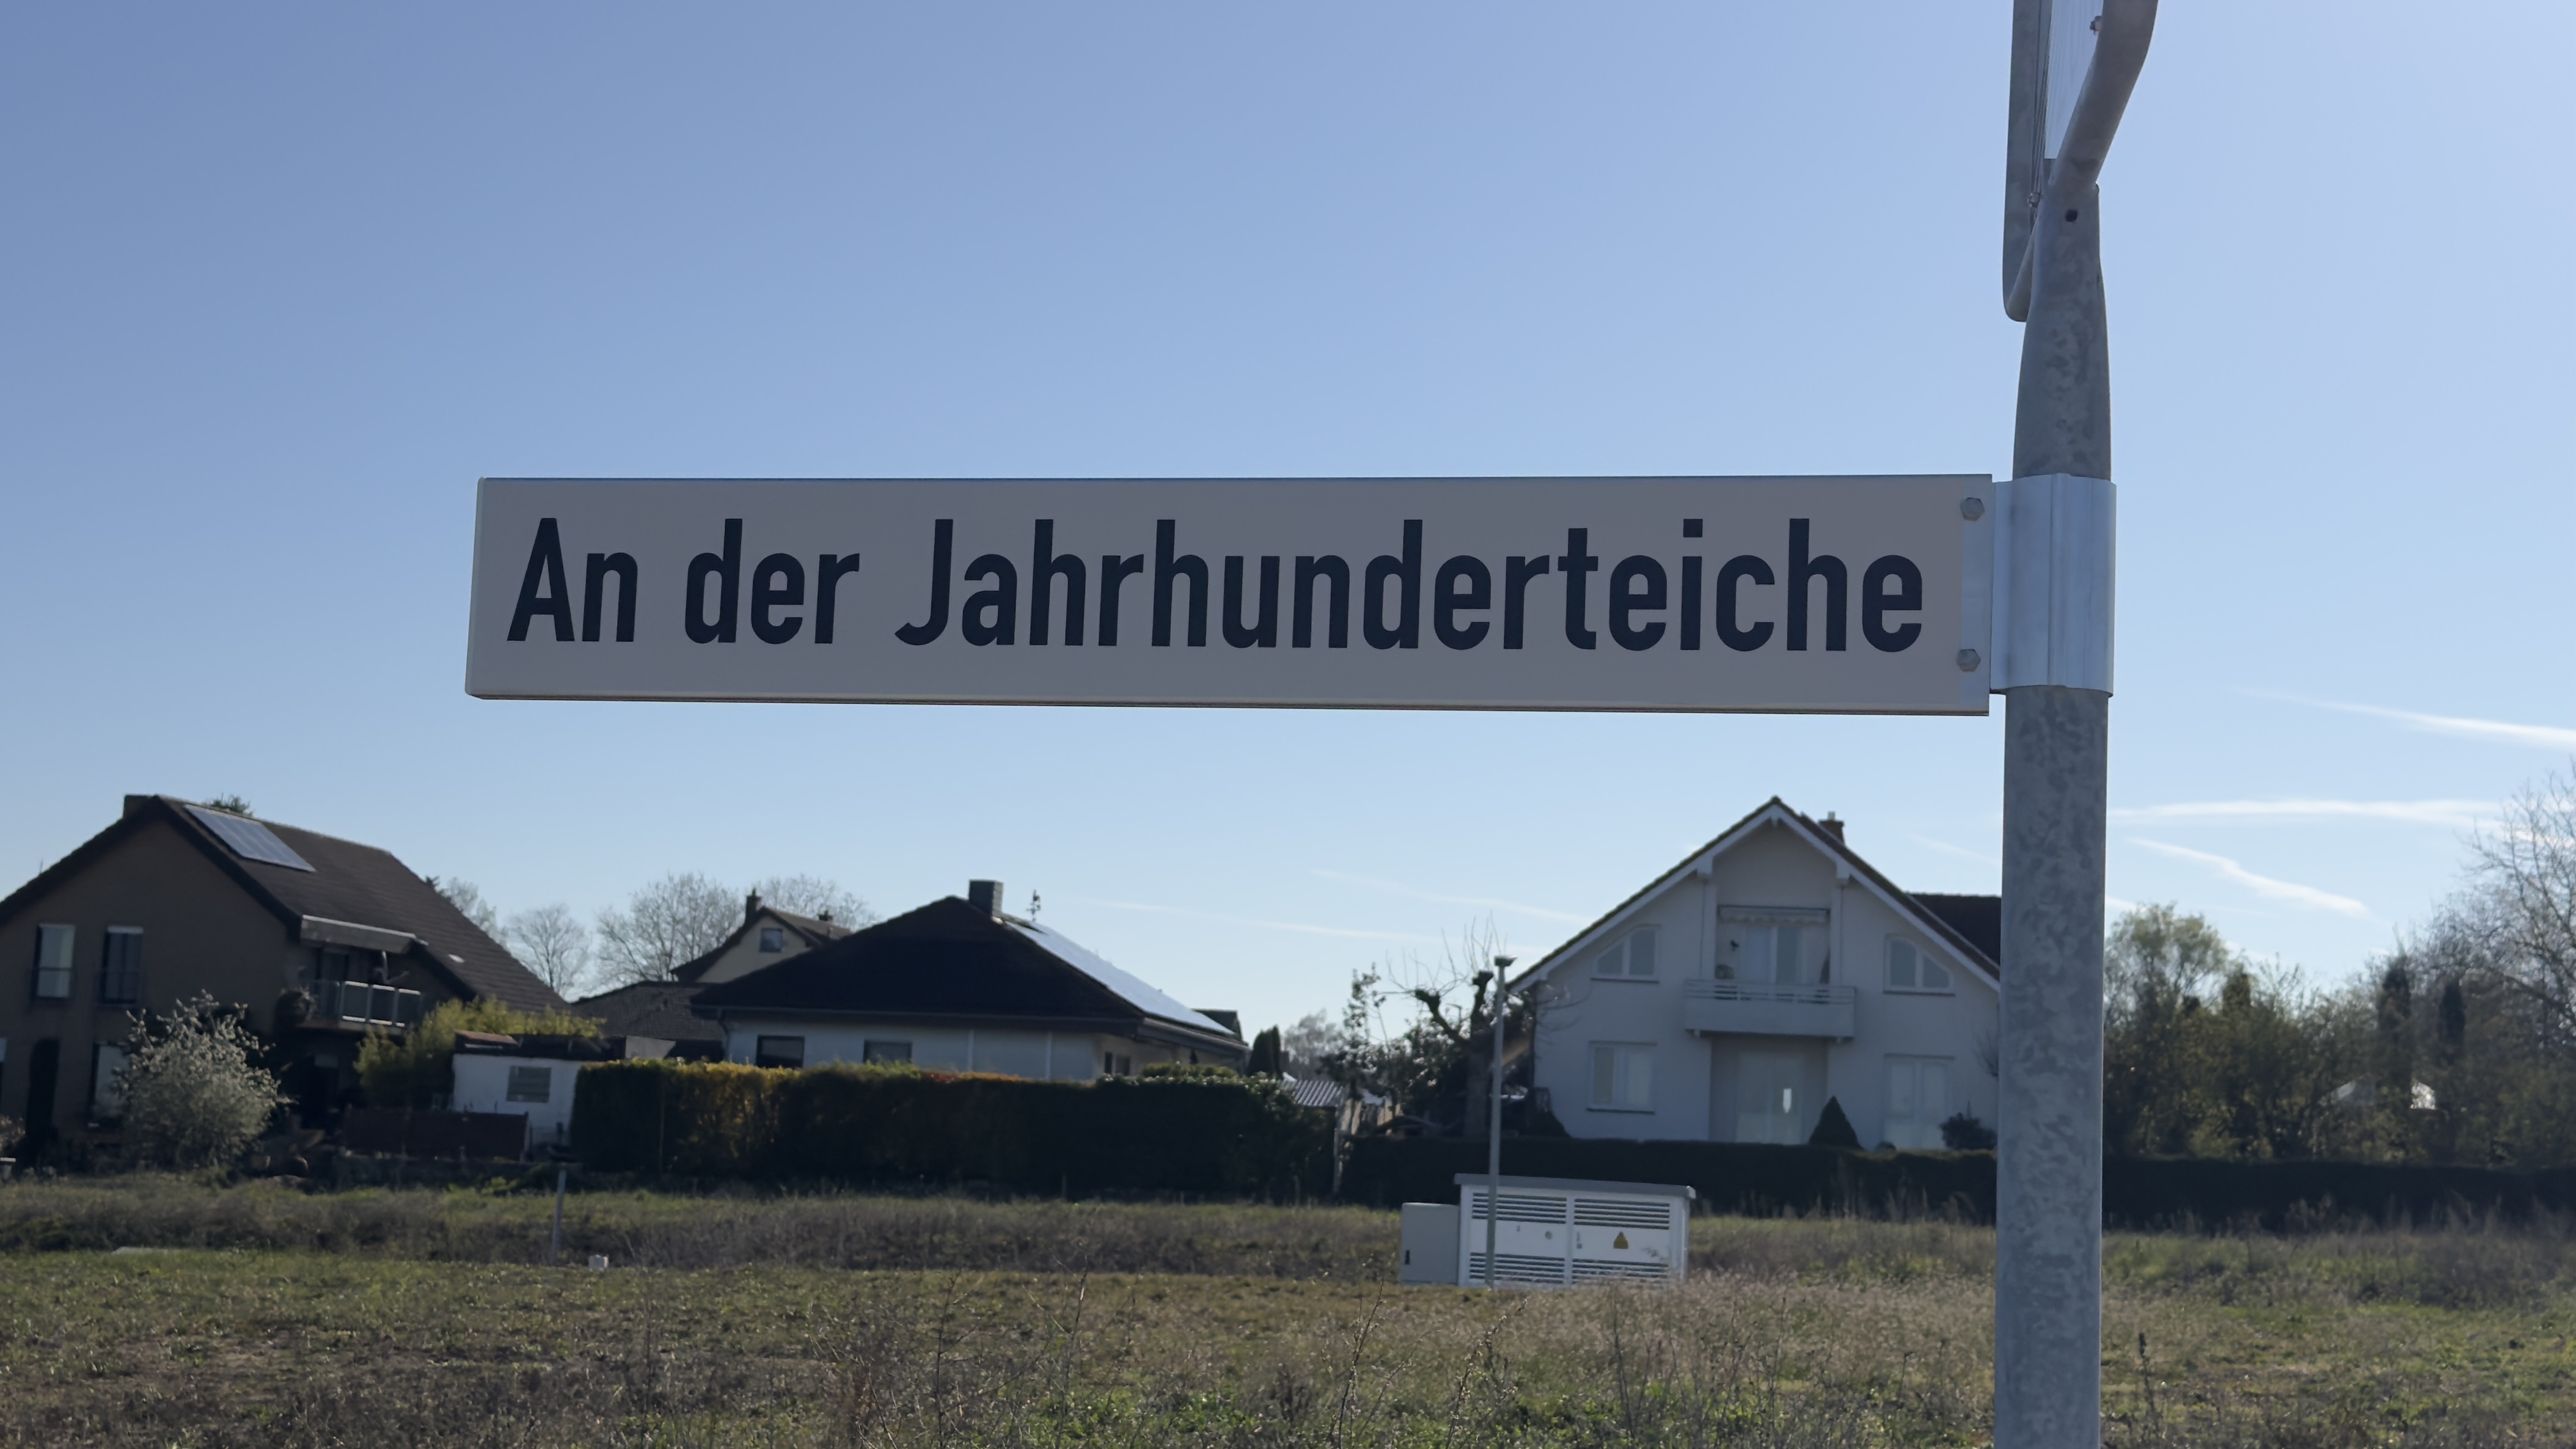 An der Jahrhunderteiche